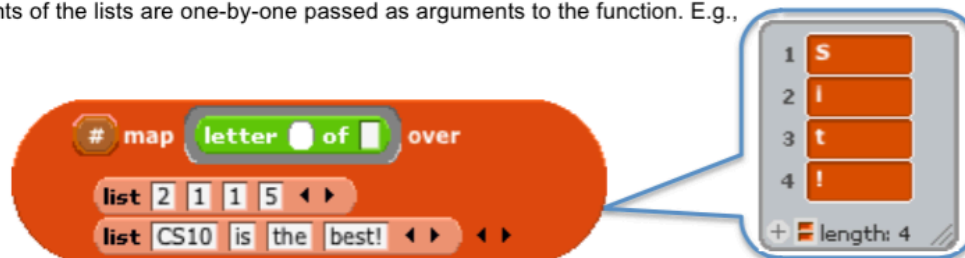 nts of the lists are one-by-one passed as arguments to the function. E.g.,
# map letter of over
list 2 1 1 5
list CS10 is the best!
1 S
2 i
3 t
4 !
+ length: 4